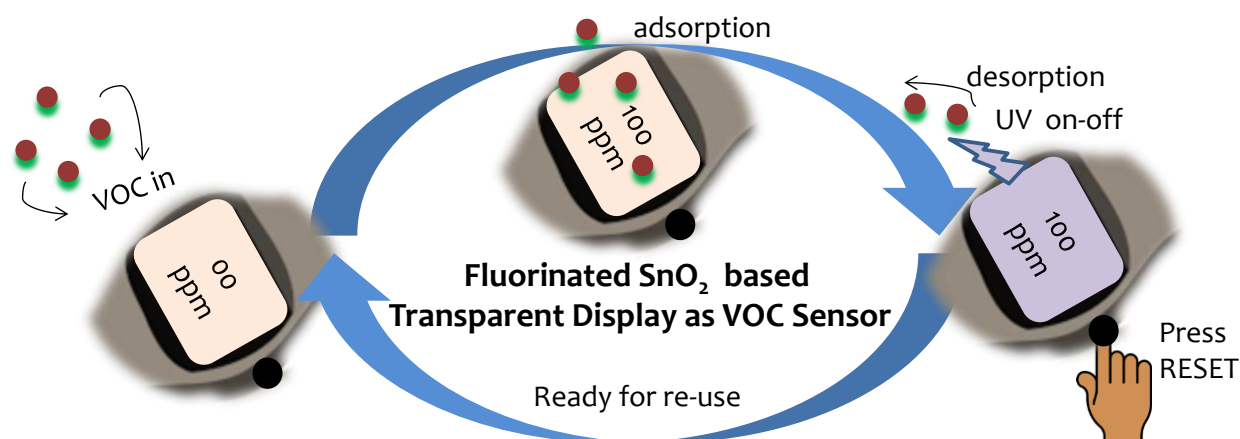 adsorption
desorption
UV on-off
VOC in
00
ppm
100
ppm
100
ppm
Fluorinated SnO₂ based
Transparent Display as VOC Sensor
Press
RESET
Ready for re-use